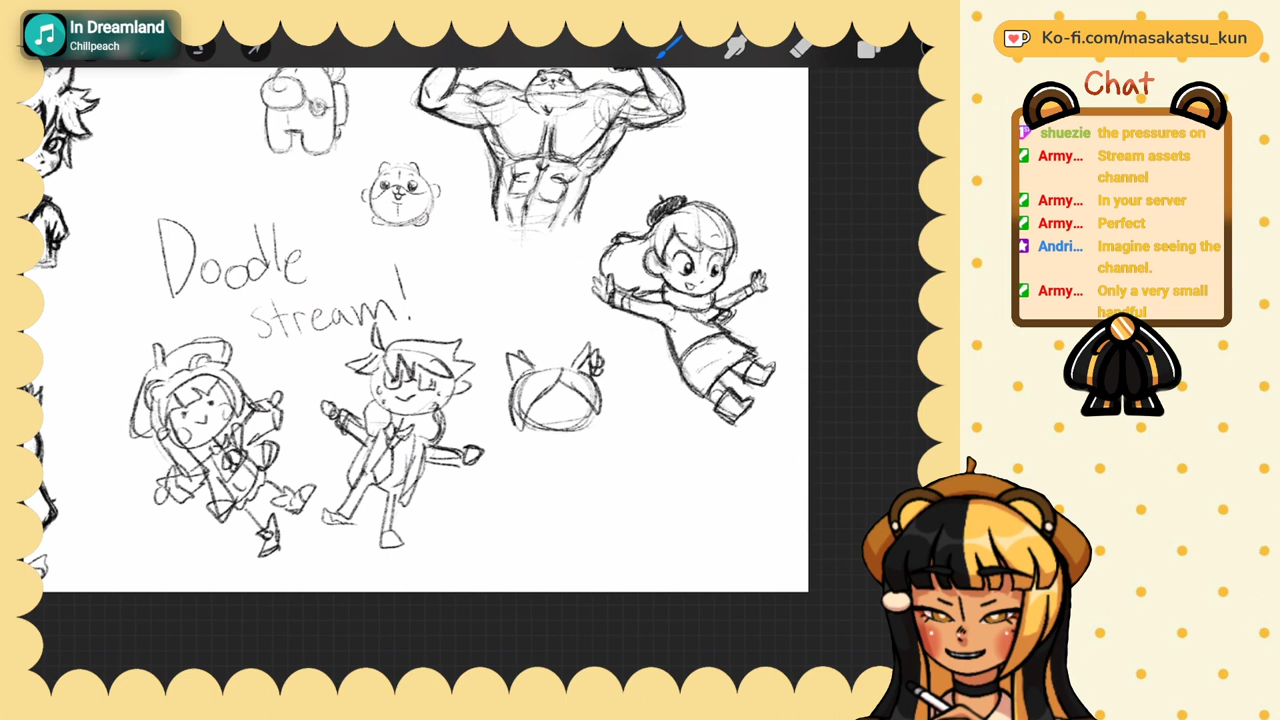 In Dreamland
Chillpeach
Ko-fi.com/masakatsu_kun
Chat
shuezie the pressures on
Army... Stream assets
channel
Army... In your server
Army... Perfect
Andri... Imagine seeing the
channel.
Army... Only a very small
handful
Doodle
stream!